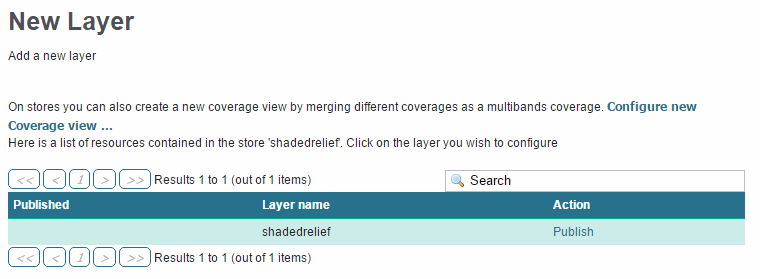 New Layer
Add a new layer
On stores you can also create a new coverage view by merging different coverages as a multibands coverage. Configure new
Coverage view ...
Here is a list of resources contained in the store 'shadedrelief'. Click on the layer you wish to configure
<< < 1 > >> Results 1 to 1 (out of 1 items) Search
Published Layer name Action
shadedrelief Publish
<< < 1 > >> Results 1 to 1 (out of 1 items)